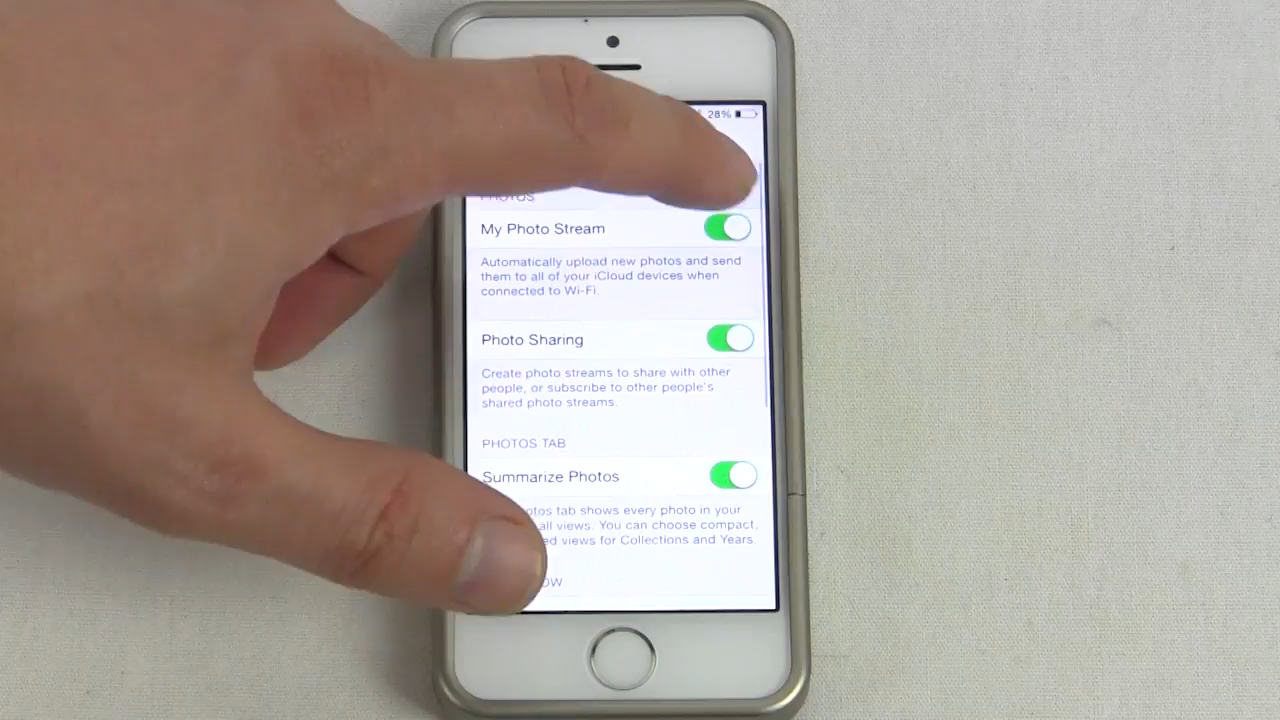 28%
PHOTOS
My Photo Stream
Automatically upload new photos and send
them to all of your iCloud devices when
connected to Wi-Fi.
Photo Sharing
Create photo streams to share with other
people, or subscribe to other people's
shared photo streams.
PHOTOS TAB
Summarize Photos
tab shows every photo in your
all views. You can choose compact,
views for Collections and Years.